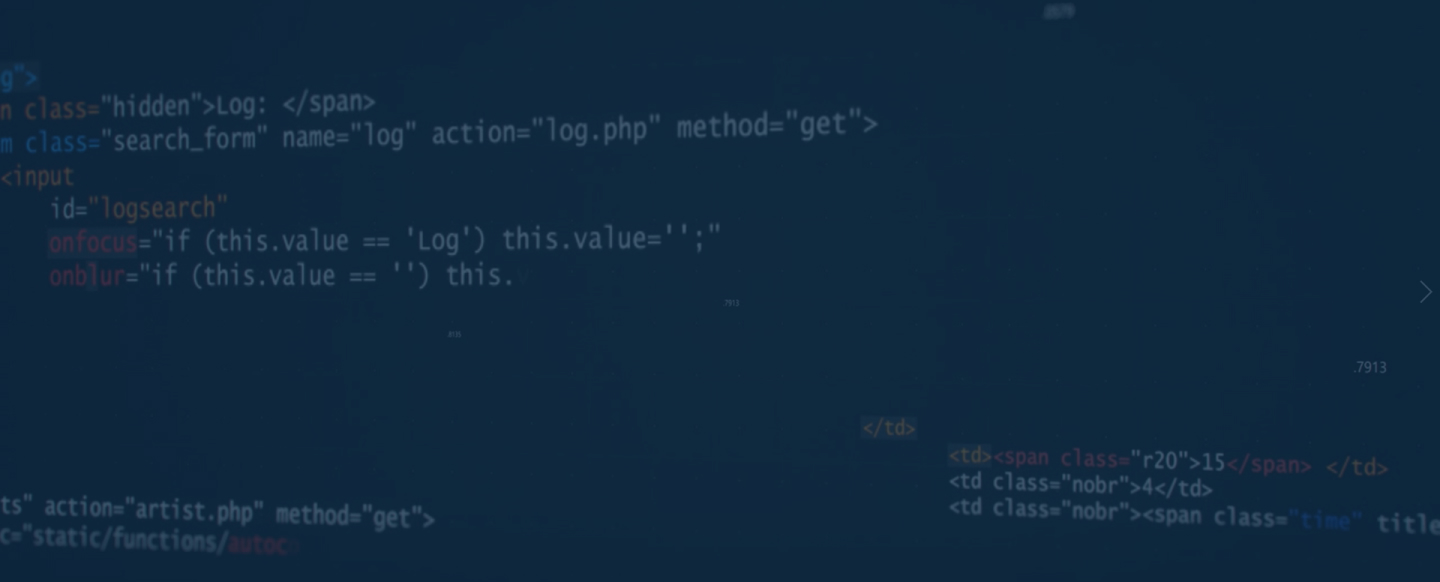 g">
n class="hidden">Log: </span>
m class="search_form" name="log" action="log.php" method="get">
<input
id="logsearch"
onfocus="if (this.value == 'Log') this.value='';"
onblur="if (this.value == '') this.
.7913
</td>
<td><span class="r20">15</span> </td>
<td class="nobr">4</td>
<td class="nobr"><span class="time" title
ts" action="artist.php" method="get">
c="static/functions/autoc